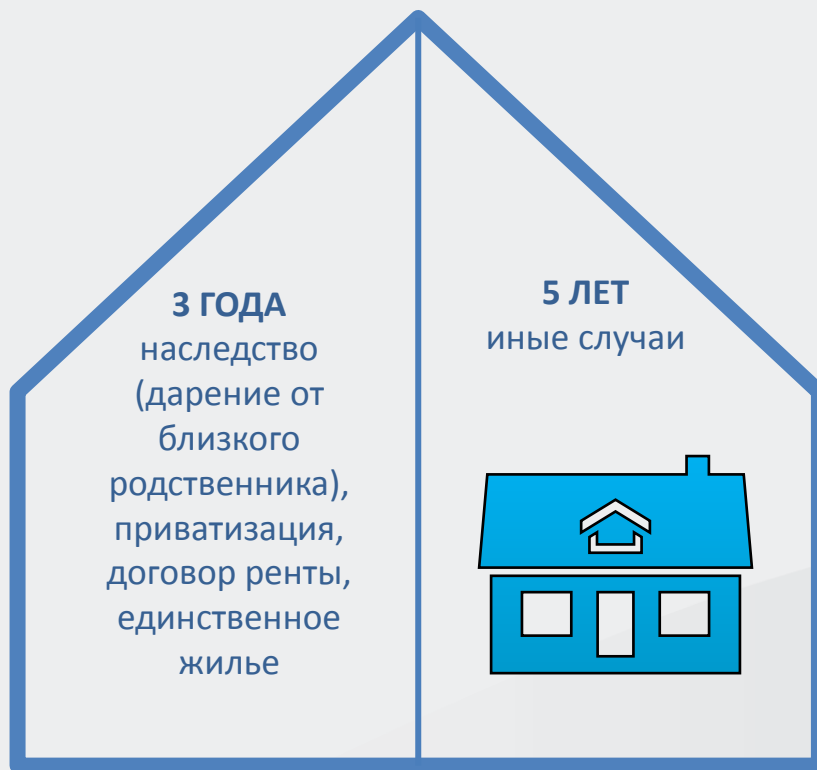 3 ГОДА
наследство
(дарение от
близкого
родственника),
приватизация,
договор ренты,
единственное
жилье
5 ЛЕТ
иные случаи